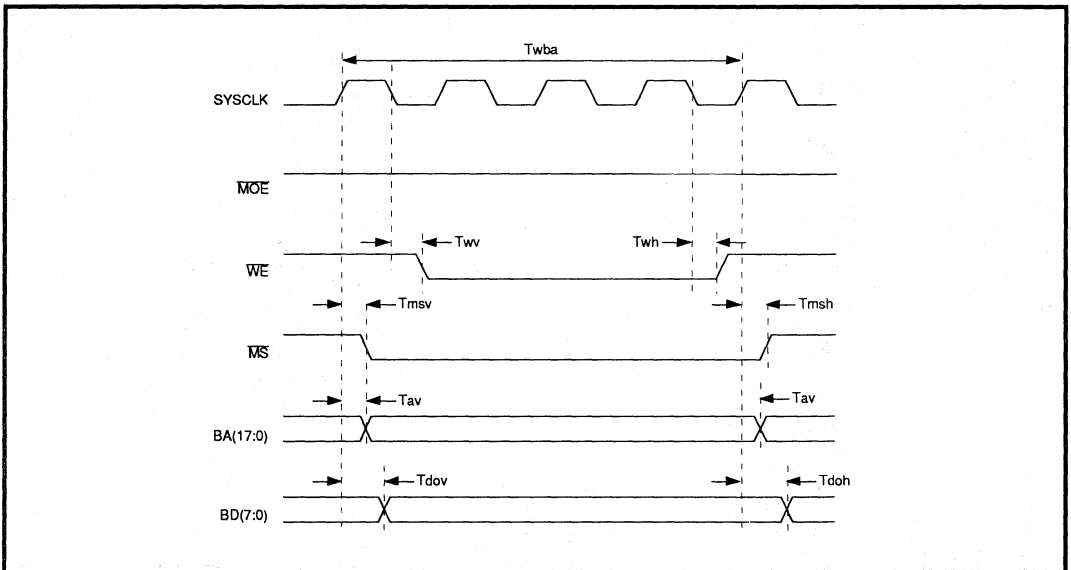 Twba
SYSCLK
MOE
Twv
Twh
WE
Tmsv
Tmsh
MS
Tav
Tav
BA(17:0)
Tdov
Tdoh
BD(7:0)